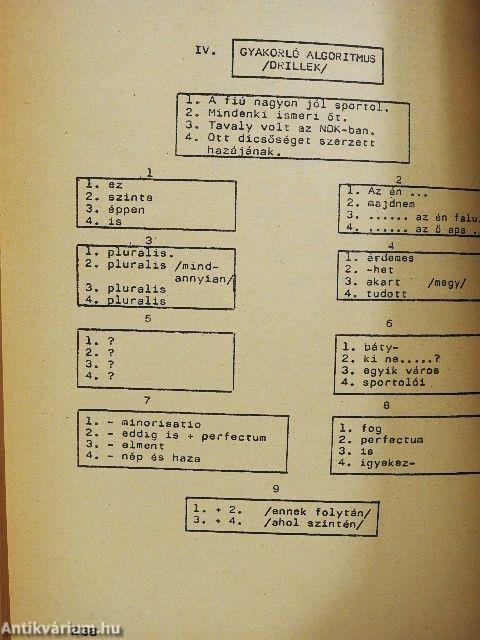 IV. GYAKORLÓ ALGORITMUS
/DRILLEK/
1. A fiú nagyon jól sportol.
2. Mindenki ismeri őt.
3. Tavaly volt az NDK-ban.
4. Ott dicsőséget szerzett
hazájának.
1
1. ez
2. szinte
3. éppen
4. is
2
1. Az én ...
2. majdnem
3. ...... az én falu
4. ...... az ő apa ..
3
1. pluralis.
2. pluralis /mind-
annyian/
3. pluralis
4. pluralis
4
1. érdemes
2. -het
3. akart /megy/
4. tudott
5
1. ?
2. ?
3. ?
4. ?
6
1. báty-
2. ki ne.....?
3. egyik város
4. sportolói
7
1. - minorisatio
2. - eddig is + perfectum
3. - elment
4. - nép és haza
8
1. fog
2. perfectum
3. is
4. igyekez-
9
1. + 2. /ennek folytán/
3. + 4. /ahol szintén/
Antikvárium.hu